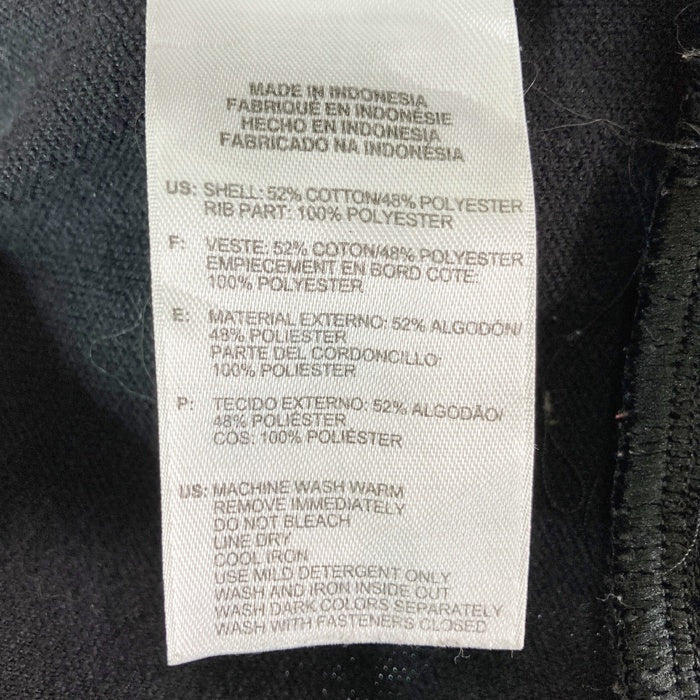 MADE IN INDONESIA
FABRIQUÉ EN INDONÉSIE
HECHO EN INDONESIA
FABRICADO NA INDONÉSIA
US: SHELL: 52% COTTON/48% POLYESTER
RIB PART: 100% POLYESTER
F: VESTE: 52% COTON/48% POLYESTER
EMPIECEMENT EN BORD COTE:
100% POLYESTER
E: MATERIAL EXTERNO: 52% ALGODÓN/
48% POLIÉSTER
PARTE DEL CORDONCILLO:
100% POLIESTER
P: TECIDO EXTERNO: 52% ALGODÃO/
48% POLIÉSTER
COS: 100% POLIÉSTER
US: MACHINE WASH WARM
REMOVE IMMEDIATELY
DO NOT BLEACH
LINE DRY
COOL IRON
USE MILD DETERGENT ONLY
WASH AND IRON INSIDE OUT
WASH DARK COLORS SEPARATELY
WASH WITH FASTENERS CLOSED